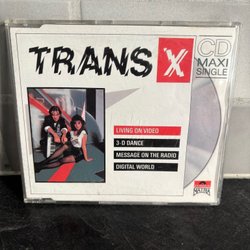 TRANS X
CD
MAXI
SINGLE
LIVING ON VIDEO
3-D DANCE
MESSAGE ON THE RADIO
DIGITAL WORLD